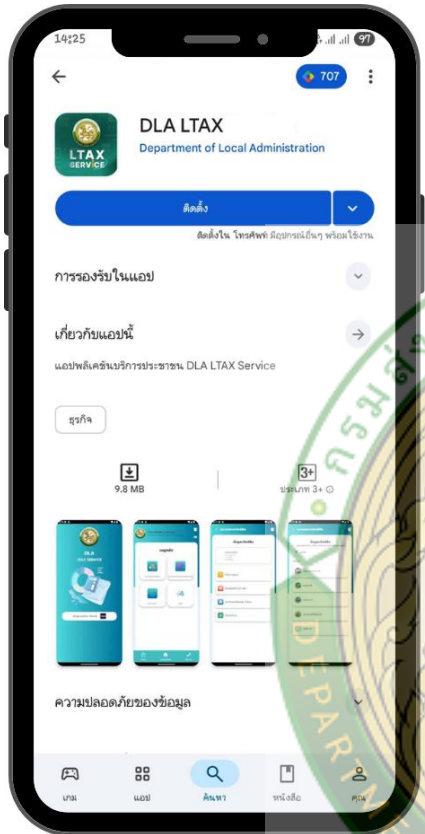 14:25
97
707
LTAX
SERVICE
DLA LTAX
Department of Local Administration
ติดตั้ง
ติดตั้งใน โทรศัพท์ มีอุปกรณ์อื่นๆ พร้อมใช้งาน
การรองรับในแอป
เกี่ยวกับแอปนี้
แอปพลิเคชันบริการประชาชน DLA LTAX Service
ธุรกิจ
9.8 MB
3+
ประเภท 3+
DLA
ความปลอดภัยของข้อมูล
เกม
แอป
ค้นหา
หนังสือ
คุณ
กรมส่ง
DEPARTM